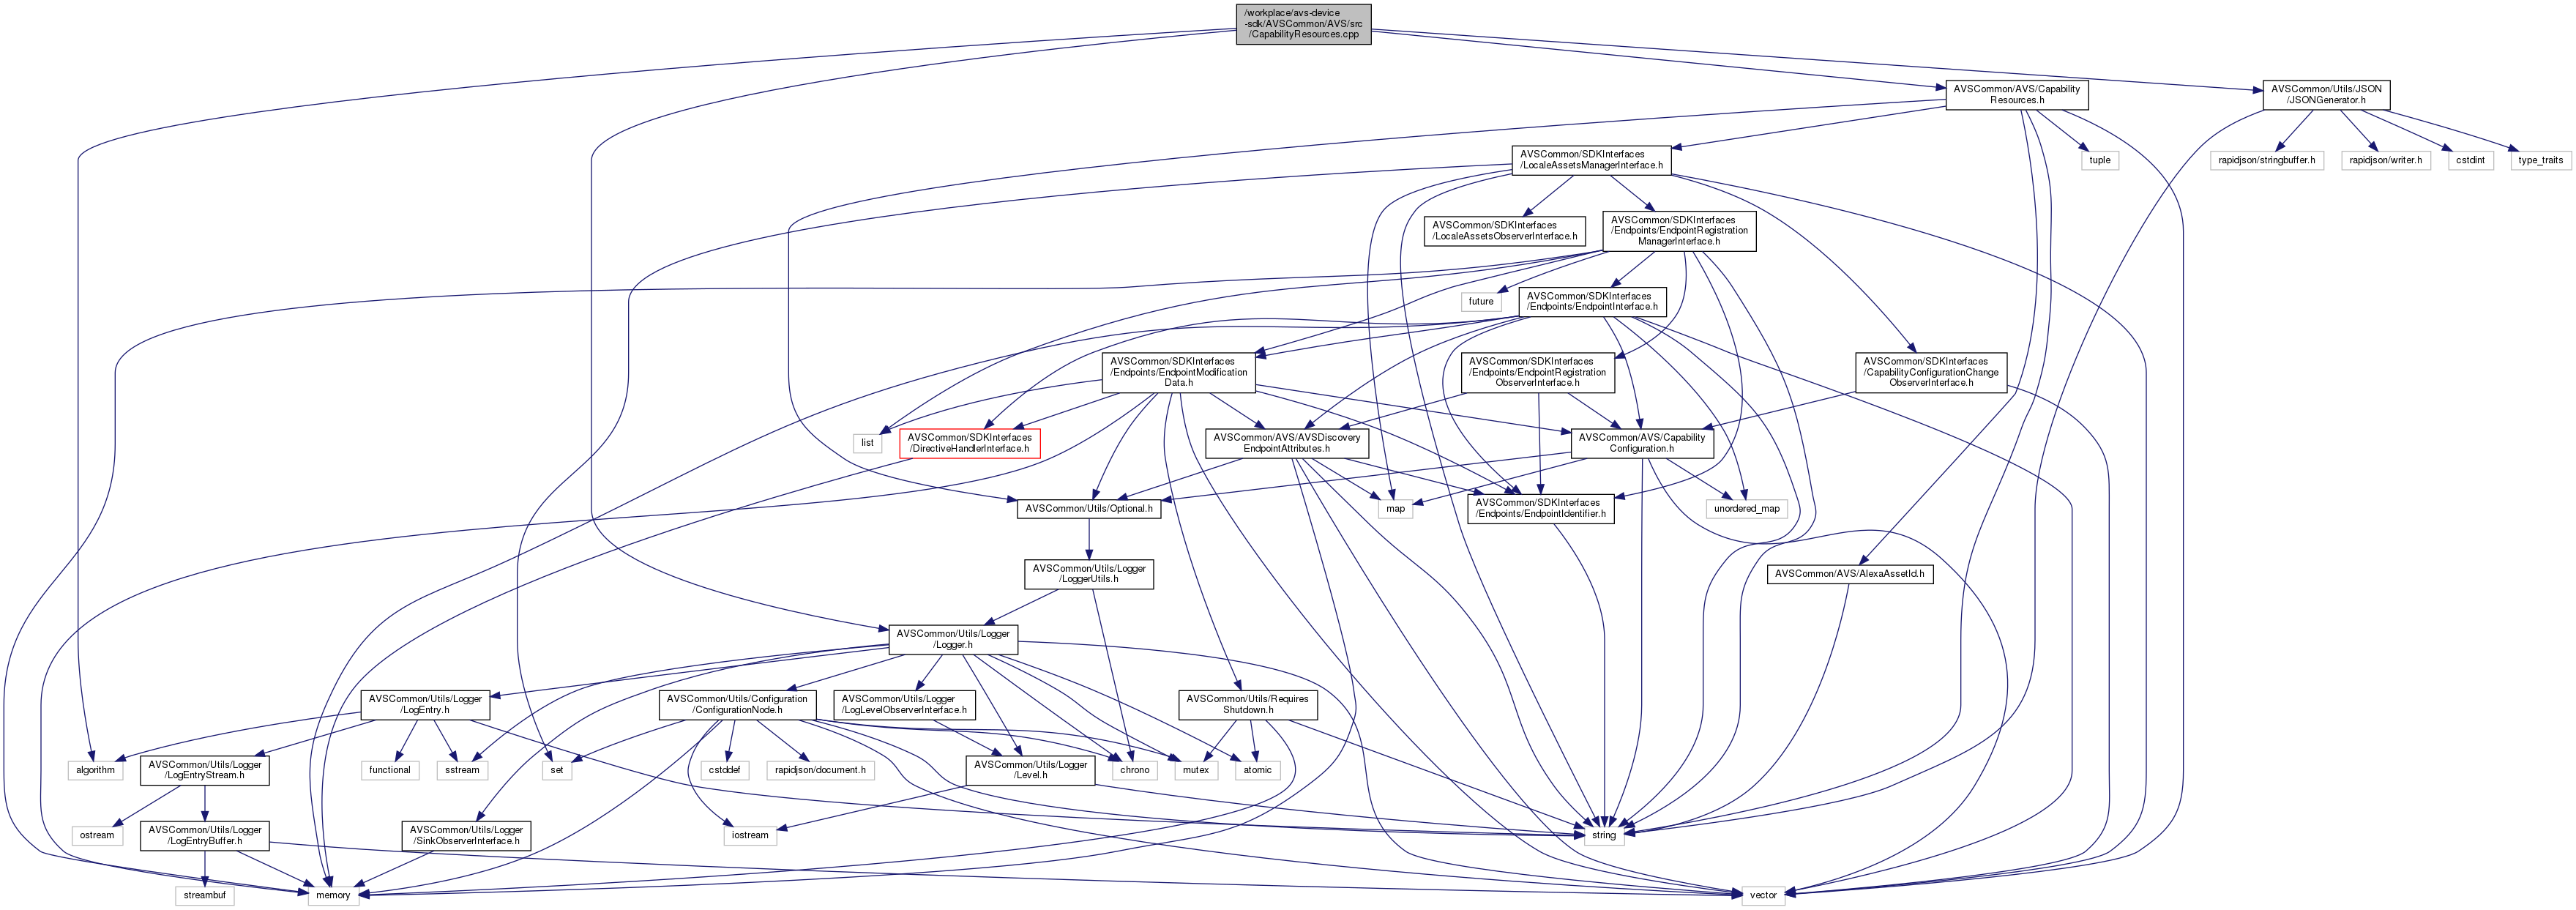 /workplace/avs-device
-sdk/AVSCommon/AVS/src
/CapabilityResources.cpp
AVSCommon/AVS/Capability
Resources.h
AVSCommon/Utils/JSON
/JSONGenerator.h
AVSCommon/SDKInterfaces
/LocaleAssetsManagerInterface.h
tuple
rapidjson/stringbuffer.h
rapidjson/writer.h
cstdint
type_traits
AVSCommon/SDKInterfaces
/LocaleAssetsObserverInterface.h
AVSCommon/SDKInterfaces
/Endpoints/EndpointRegistration
ManagerInterface.h
future
AVSCommon/SDKInterfaces
/Endpoints/EndpointInterface.h
AVSCommon/SDKInterfaces
/Endpoints/EndpointModification
Data.h
AVSCommon/SDKInterfaces
/Endpoints/EndpointRegistration
ObserverInterface.h
AVSCommon/SDKInterfaces
/CapabilityConfigurationChange
ObserverInterface.h
list
AVSCommon/SDKInterfaces
/DirectiveHandlerInterface.h
AVSCommon/AVS/AVSDiscovery
EndpointAttributes.h
AVSCommon/AVS/Capability
Configuration.h
AVSCommon/Utils/Optional.h
map
AVSCommon/SDKInterfaces
/Endpoints/EndpointIdentifier.h
unordered_map
AVSCommon/Utils/Logger
/LoggerUtils.h
AVSCommon/AVS/AlexaAssetId.h
AVSCommon/Utils/Logger
/Logger.h
AVSCommon/Utils/Logger
/LogEntry.h
AVSCommon/Utils/Configuration
/ConfigurationNode.h
AVSCommon/Utils/Logger
/LogLevelObserverInterface.h
AVSCommon/Utils/Requires
Shutdown.h
algorithm
AVSCommon/Utils/Logger
/LogEntryStream.h
functional
sstream
set
cstddef
rapidjson/document.h
AVSCommon/Utils/Logger
/Level.h
chrono
mutex
atomic
ostream
AVSCommon/Utils/Logger
/LogEntryBuffer.h
AVSCommon/Utils/Logger
/SinkObserverInterface.h
iostream
string
streambuf
memory
vector